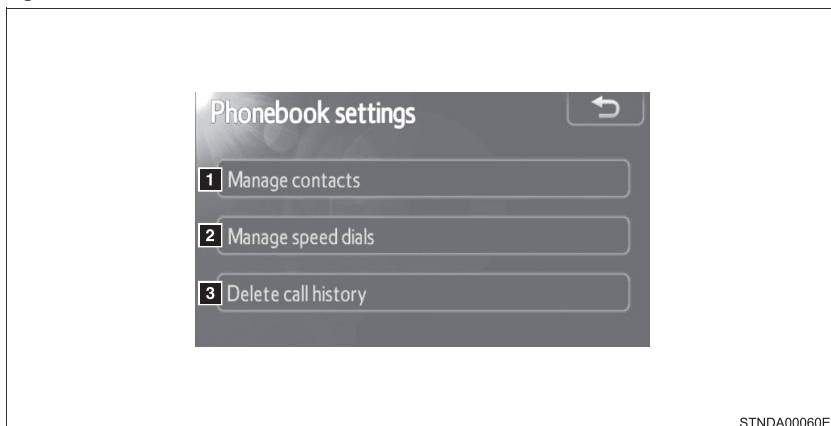 Phonebook settings
1 Manage contacts
2 Manage speed dials
3 Delete call history
STNDA00060E